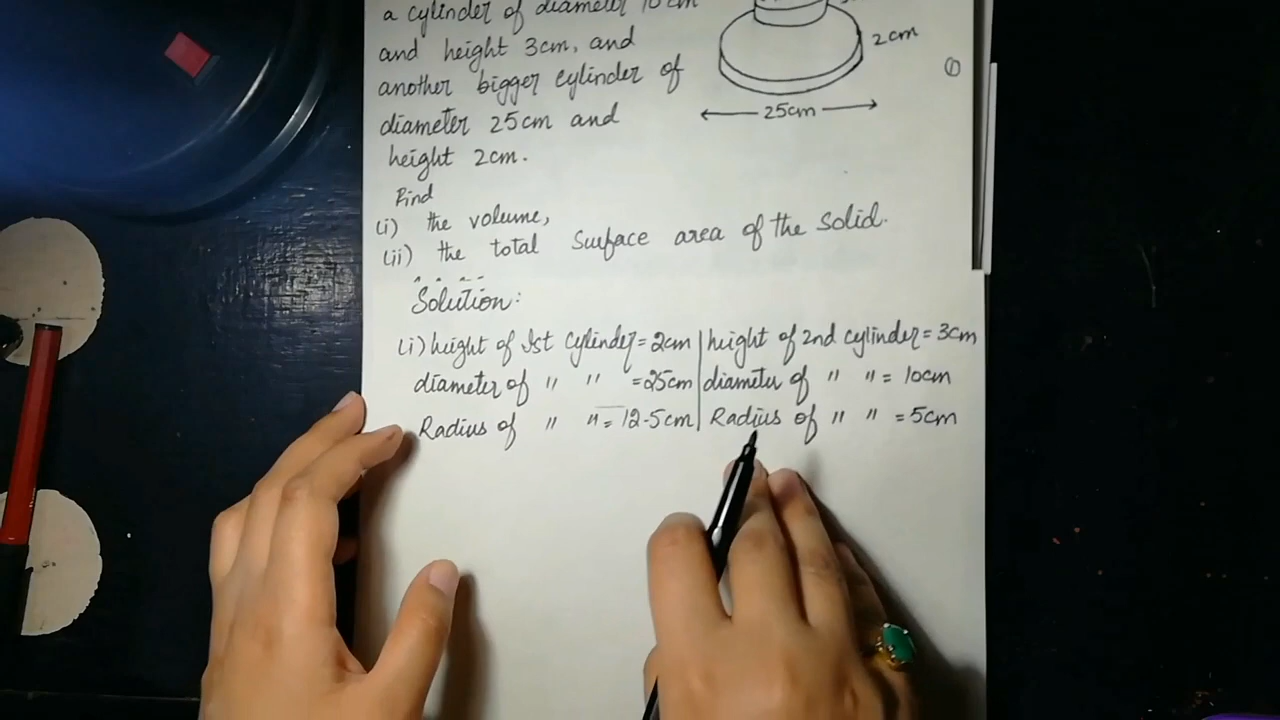 a cylinder of diameter 10cm
and height 3cm, and
another bigger cylinder of
diameter 25cm and
height 2cm.
2cm
25cm
①
Find
(i) the volume,
(ii) the total surface area of the solid.
Solution:
(i) height of 1st cylinder = 2cm
diameter of " " = 25cm
Radius of " " = 12.5cm
height of 2nd cylinder = 3cm
diameter of " " = 10cm
Radius of " " = 5cm